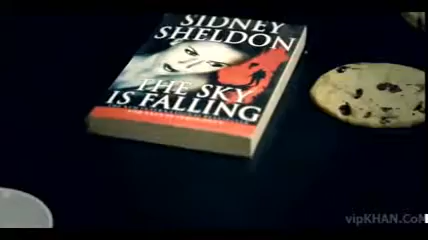 SIDNEY
SHELDON
THE SKY
IS FALLING
vipKHAN.CoM